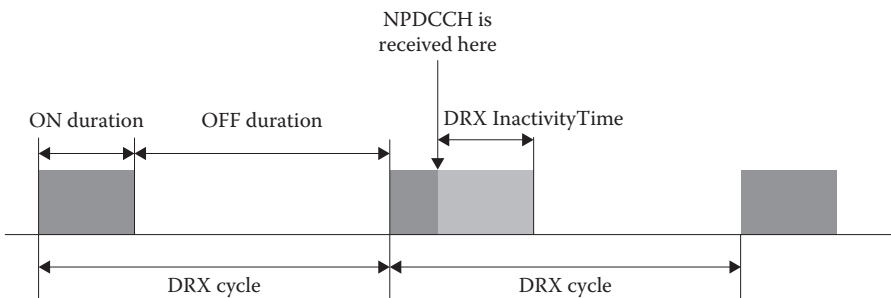 NPDCCH is
received here
ON duration
OFF duration
DRX InactivityTime
DRX cycle
DRX cycle